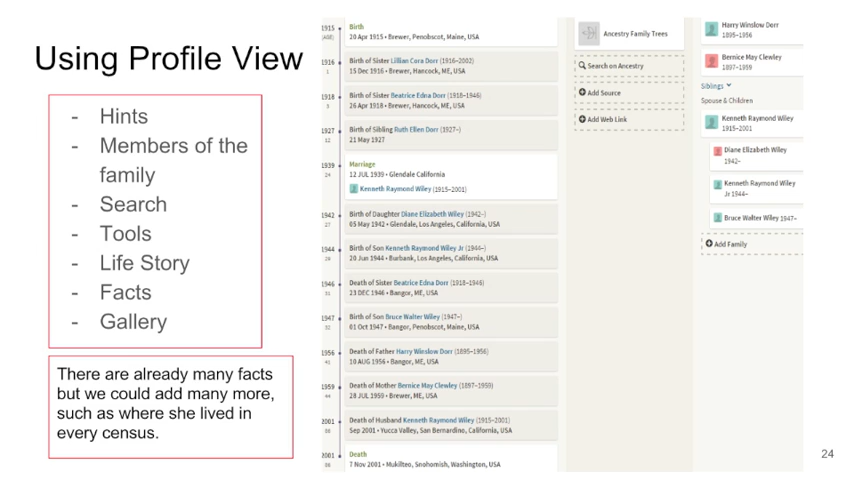 Using Profile View
- Hints
- Members of the
family
- Search
- Tools
- Life Story
- Facts
- Gallery
There are already many facts
but we could add many more,
such as where she lived in
every census.
1915
(AGE)
Birth
20 Apr 1915 • Brewer, Penobscot, Maine, USA
1916
1
Birth of Sister Lillian Cora Dorr (1916–2002)
15 Dec 1916 • Brewer, Hancock, ME, USA
1918
3
Birth of Sister Beatrice Edna Dorr (1918–1946)
26 Apr 1918 • Brewer, Hancock, ME, USA
1927
12
Birth of Sibling Ruth Ellen Dorr (1927–)
21 May 1927
1939
24
Marriage
12 JUL 1939 • Glendale California
Kenneth Raymond Wiley (1915–2001)
1942
27
Birth of Daughter Diane Elizabeth Wiley (1942–)
05 May 1942 • Glendale, Los Angeles, California, USA
1944
29
Birth of Son Kenneth Raymond Wiley Jr (1944–)
20 Jun 1944 • Burbank, Los Angeles, California, USA
1946
31
Death of Sister Beatrice Edna Dorr (1918–1946)
23 DEC 1946 • Bangor, ME, USA
1947
32
Birth of Son Bruce Walter Wiley (1947–)
01 Oct 1947 • Bangor, Penobscot, Maine, USA
1956
41
Death of Father Harry Winslow Dorr (1895–1956)
10 AUG 1956 • Bangor, ME, USA
1959
44
Death of Mother Bernice May Clewley (1897–1959)
28 JUL 1959 • Brewer, ME, USA
2001
86
Death of Husband Kenneth Raymond Wiley (1915–2001)
Sep 2001 • Yucca Valley, San Bernardino, California, USA
2001
86
Death
7 Nov 2001 • Mukilteo, Snohomish, Washington, USA
Ancestry Family Trees
Search on Ancestry
Add Source
Add Web Link
Harry Winslow Dorr
1895–1956
Bernice May Clewley
1897–1959
Siblings
Spouse & Children
Kenneth Raymond Wiley
1915–2001
Diane Elizabeth Wiley
1942–
Kenneth Raymond Wiley
Jr 1944–
Bruce Walter Wiley 1947–
Add Family
24